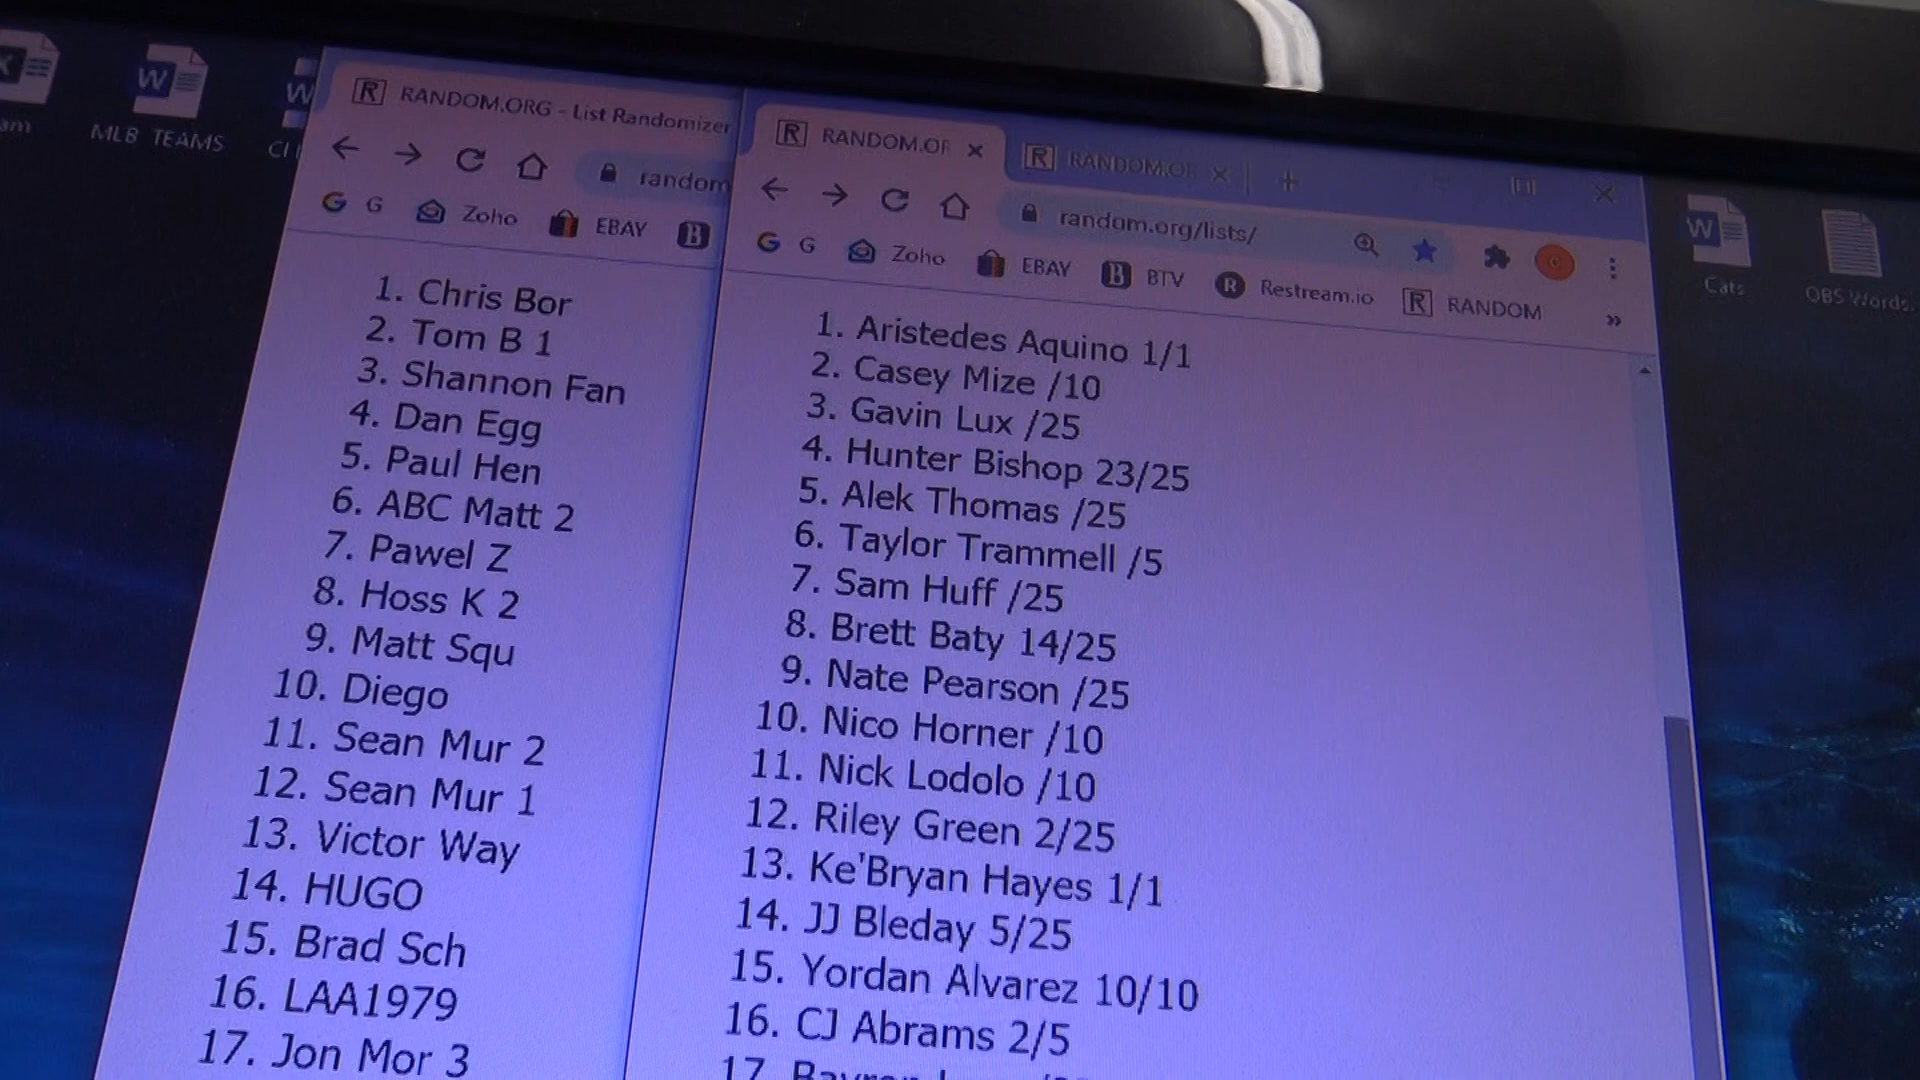 am
MLB TEAMS
RANDOM.ORG - List Randomizer
random
G Zoho EBAY B
1. Chris Bor
2. Tom B 1
3. Shannon Fan
4. Dan Egg
5. Paul Hen
6. ABC Matt 2
7. Pawel Z
8. Hoss K 2
9. Matt Squ
10. Diego
11. Sean Mur 2
12. Sean Mur 1
13. Victor Way
14. HUGO
15. Brad Sch
16. LAA1979
17. Jon Mor 3
RANDOM.OR
RANDOM.OR
random.org/lists/
G Zoho EBAY B BTV R Restream.io R RANDOM »
1. Aristedes Aquino 1/1
2. Casey Mize /10
3. Gavin Lux /25
4. Hunter Bishop 23/25
5. Alek Thomas /25
6. Taylor Trammell /5
7. Sam Huff /25
8. Brett Baty 14/25
9. Nate Pearson /25
10. Nico Horner /10
11. Nick Lodolo /10
12. Riley Green 2/25
13. Ke'Bryan Hayes 1/1
14. JJ Bleday 5/25
15. Yordan Alvarez 10/10
16. CJ Abrams 2/5
17.
Cats
OBS Words.